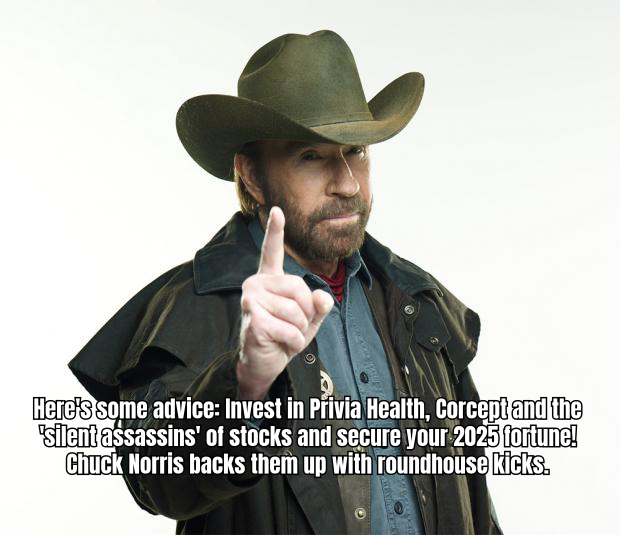 Here's some advice: Invest in Privia Health, Corcept and the
'silent assassins' of stocks and secure your 2025 fortune!
Chuck Norris backs them up with roundhouse kicks.